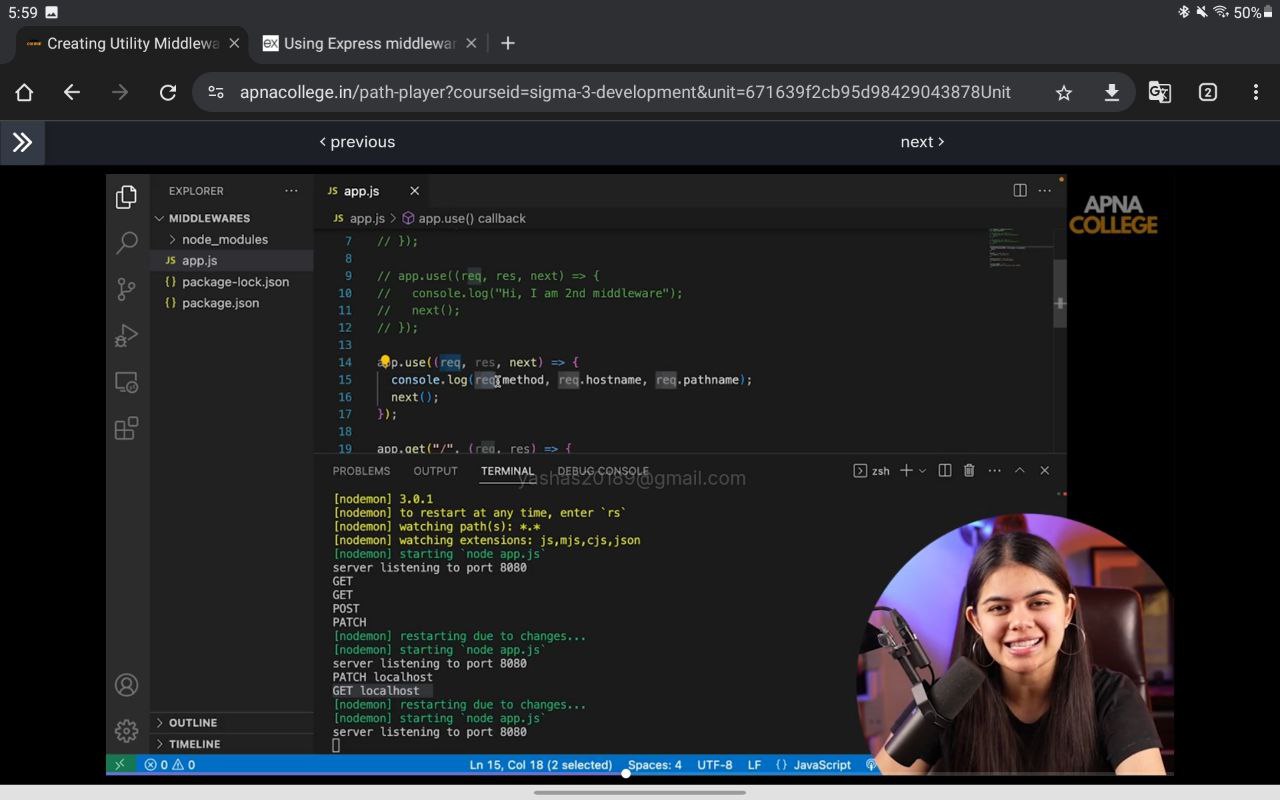 5:59
50%
Creating Utility Middlewa
ex Using Express middlewar
apnacollege.in/path-player?courseid=sigma-3-development&unit=671639f2cb95d98429043878Unit
2
previous
next
EXPLORER
JS app.js
APNA
COLLEGE
MIDDLEWARES
JS app.js > app.use() callback
node_modules
JS app.js
{} package-lock.json
{} package.json
7 // });
8
9 // app.use((req, res, next) => {
10 // console.log("Hi, I am 2nd middleware");
11 // next();
12 // });
13
14 app.use((req, res, next) => {
15 console.log(req.method, req.hostname, req.pathname);
16 next();
17 });
18
19 app.get("/", (req, res) => {
PROBLEMS OUTPUT TERMINAL DEBUG CONSOLE
zsh
yashas20189@gmail.com
[nodemon] 3.0.1
[nodemon] to restart at any time, enter `rs`
[nodemon] watching path(s): *.*
[nodemon] watching extensions: js,mjs,cjs,json
[nodemon] starting `node app.js`
server listening to port 8080
GET
GET
POST
PATCH
[nodemon] restarting due to changes...
[nodemon] starting `node app.js`
server listening to port 8080
PATCH localhost
GET localhost
[nodemon] restarting due to changes...
[nodemon] starting `node app.js`
server listening to port 8080
OUTLINE
TIMELINE
0 0
Ln 15, Col 18 (2 selected) Spaces: 4 UTF-8 LF {} JavaScript